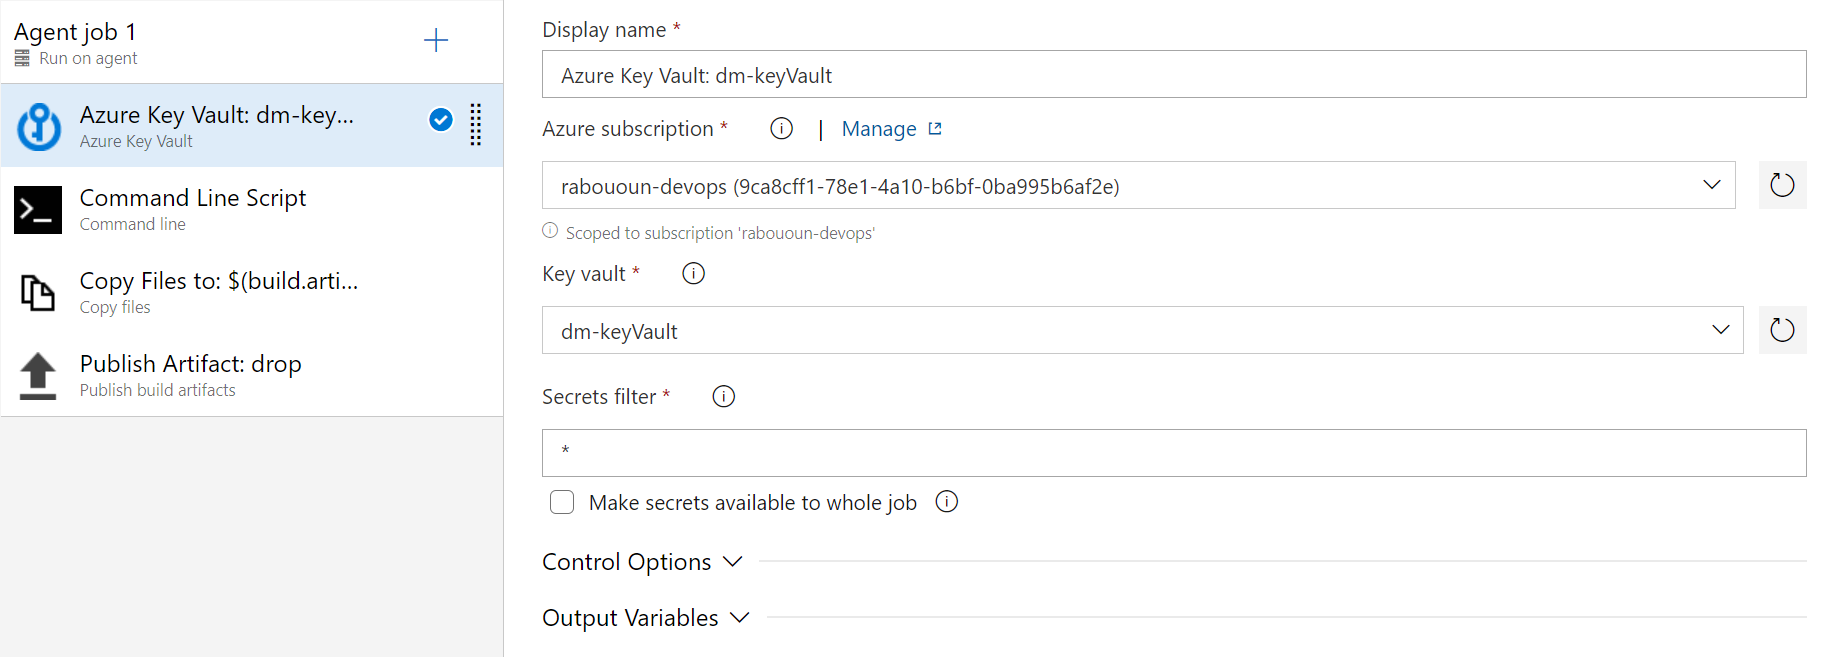 Agent job 1
Run on agent
Azure Key Vault: dm-key...
Azure Key Vault
Command Line Script
Command line
Copy Files to: $(build.arti...
Copy files
Publish Artifact: drop
Publish build artifacts
Display name *
Azure Key Vault: dm-keyVault
Azure subscription * | Manage
rabououn-devops (9ca8cff1-78e1-4a10-b6bf-0ba995b6af2e)
Scoped to subscription 'rabououn-devops'
Key vault *
dm-keyVault
Secrets filter *
*
Make secrets available to whole job
Control Options
Output Variables